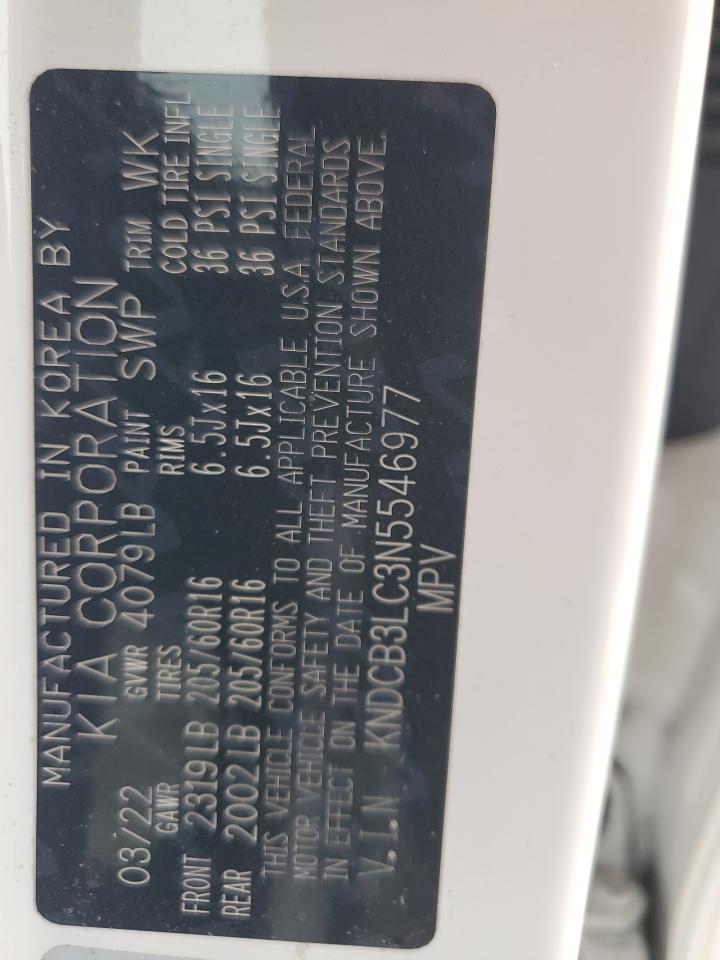 MANUFACTURED IN KOREA BY
KIA CORPORATION
03/22 GVWR 4079LB PAINT SWP TRIM WK
GAWR TIRES RIMS COLD TIRE INFL
FRONT 2319LB 205/60R16 6.5Jx16 36 PSI SINGLE
REAR 2002LB 205/60R16 6.5Jx16 36 PSI SINGLE
THIS VEHICLE CONFORMS TO ALL APPLICABLE U.S.A. FEDERAL
MOTOR VEHICLE SAFETY AND THEFT PREVENTION STANDARDS
IN EFFECT ON THE DATE OF MANUFACTURE SHOWN ABOVE.
V.I.N KNDCB3LC3N5546977
MPV